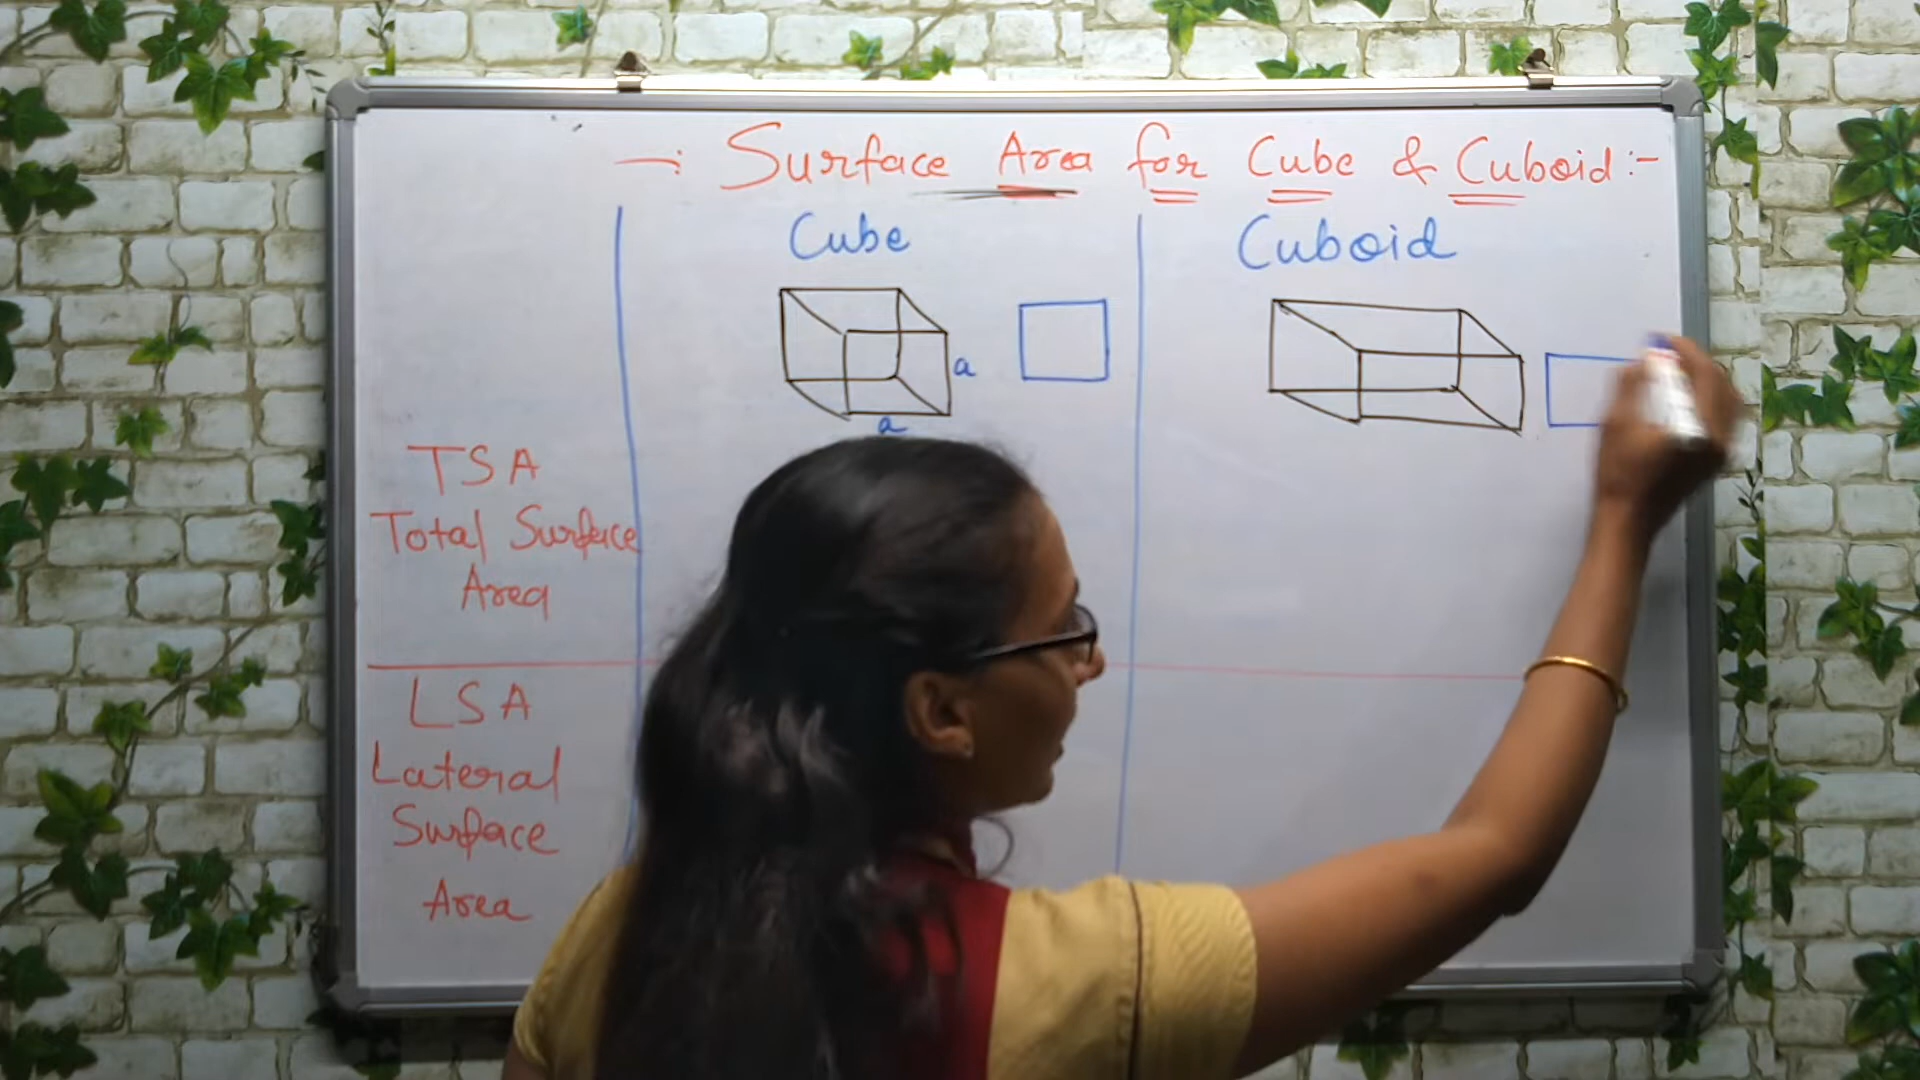 —: Surface Area for Cube & Cuboid :-
Cube
Cuboid
a
a
TSA
Total Surface
Area
LSA
Lateral
Surface
Area